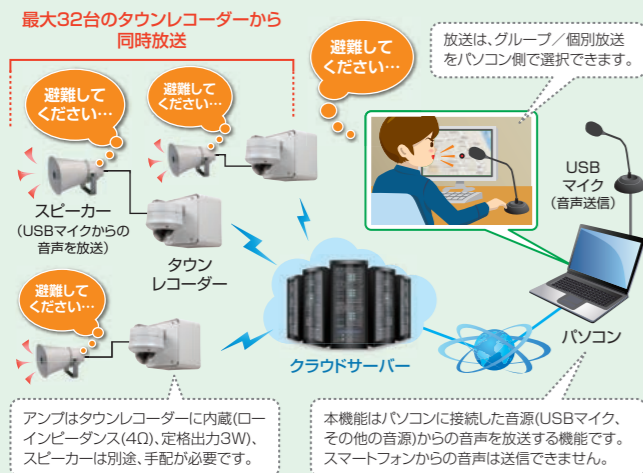 最大32台のタウンレコーダーから
同時放送
避難して
ください…
放送は、グループ／個別放送
をパソコン側で選択できます。
避難して
ください…
避難して
ください…
スピーカー
(USBマイクからの
音声を放送)
タウン
レコーダー
USB
マイク
(音声送信)
避難して
ください…
クラウドサーバー
パソコン
アンプはタウンレコーダーに内蔵(ロー
インピーダンス(4Ω)、定格出力3W)、
スピーカーは別途、手配が必要です。
本機能はパソコンに接続した音源(USBマイク、
その他の音源)からの音声を放送する機能です。
スマートフォンからの音声は送信できません。